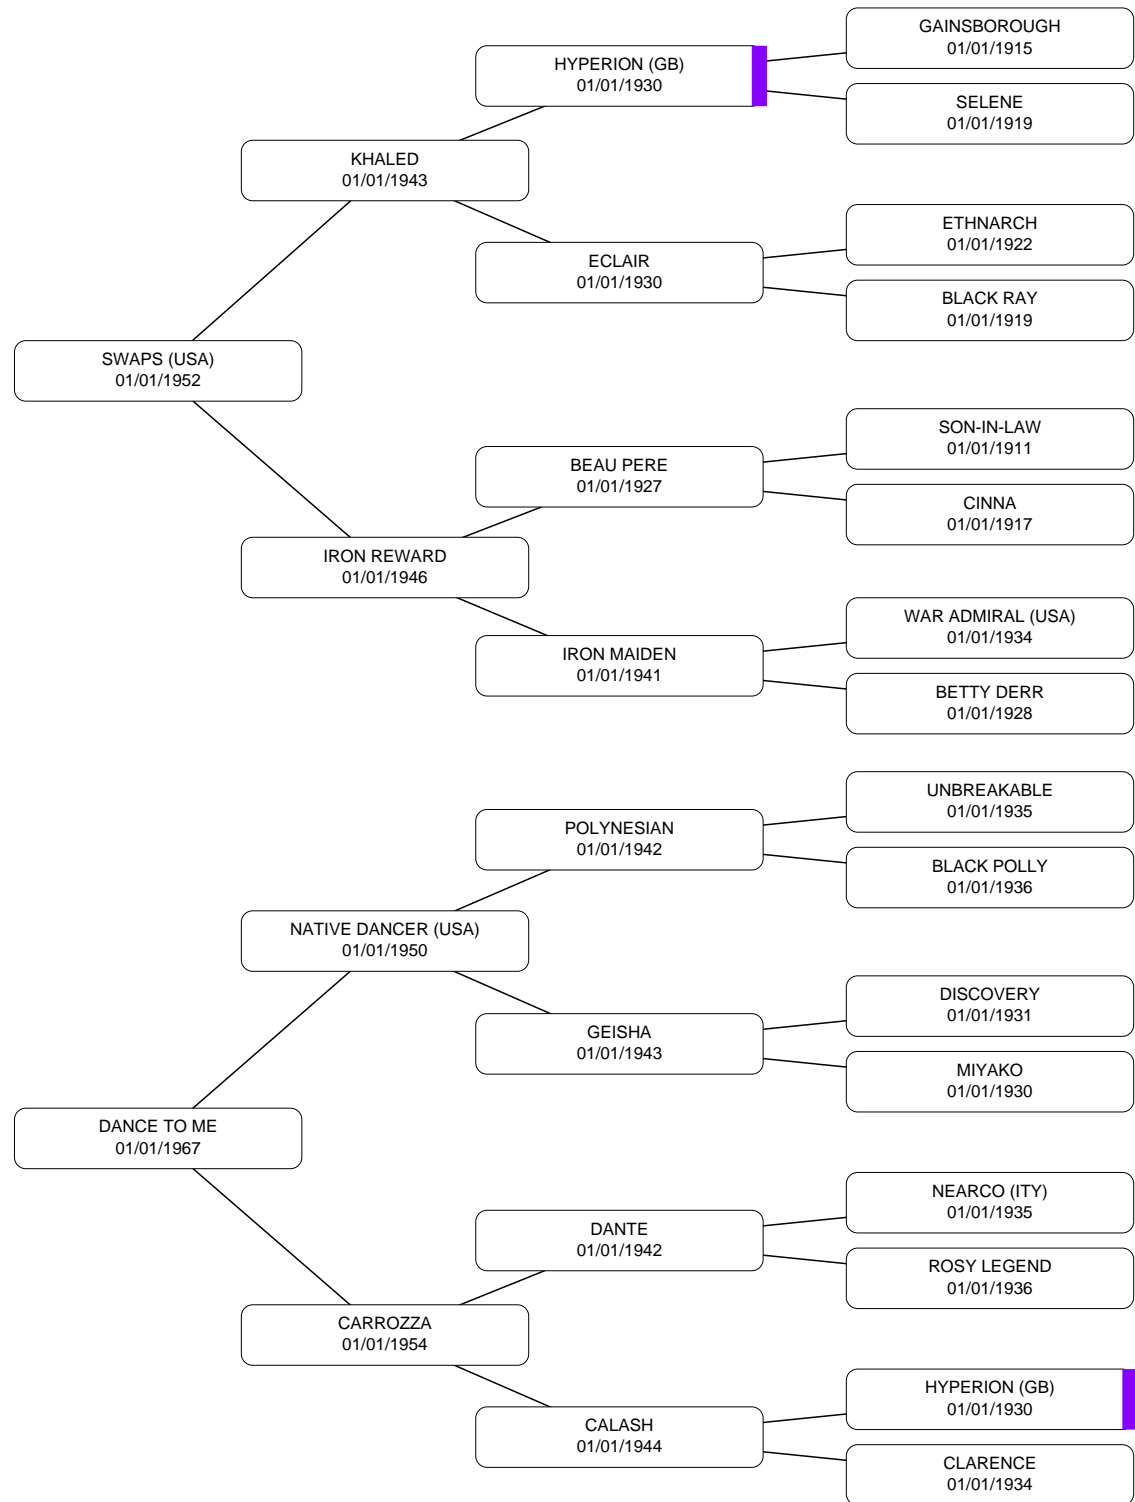 GAINSBOROUGH
01/01/1915
HYPERION (GB)
01/01/1930
SELENE
01/01/1919
KHALED
01/01/1943
ETHNARCH
01/01/1922
ECLAIR
01/01/1930
BLACK RAY
01/01/1919
SWAPS (USA)
01/01/1952
SON-IN-LAW
01/01/1911
BEAU PERE
01/01/1927
CINNA
01/01/1917
IRON REWARD
01/01/1946
WAR ADMIRAL (USA)
01/01/1934
IRON MAIDEN
01/01/1941
BETTY DERR
01/01/1928
UNBREAKABLE
01/01/1935
POLYNESIAN
01/01/1942
BLACK POLLY
01/01/1936
NATIVE DANCER (USA)
01/01/1950
DISCOVERY
01/01/1931
GEISHA
01/01/1943
MIYAKO
01/01/1930
DANCE TO ME
01/01/1967
NEARCO (ITY)
01/01/1935
DANTE
01/01/1942
ROSY LEGEND
01/01/1936
CARROZZA
01/01/1954
HYPERION (GB)
01/01/1930
CALASH
01/01/1944
CLARENCE
01/01/1934